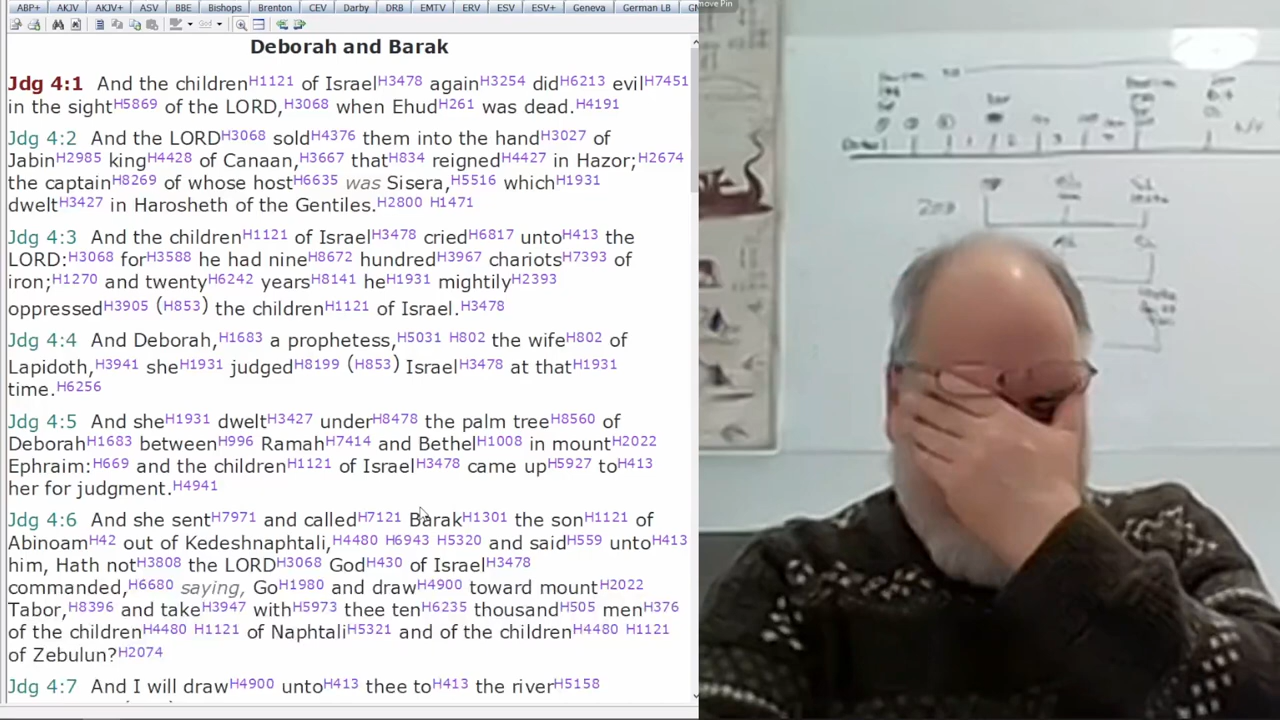 ABP+ AKJV AKJV+ ASV BBE Bishops Brenton CEV Darby DRB EMTV ERV ESV ESV+ Geneva German LB
move Pin
Deborah and Barak
Jdg 4:1 And the childrenH1121 of IsraelH3478 againH3254 didH6213 evilH7451
in the sightH5869 of the LORD,H3068 when EhudH261 was dead.H4191
Jdg 4:2 And the LORDH3068 soldH4376 them into the handH3027 of
JabinH2985 kingH4428 of Canaan,H3667 thatH834 reignedH4427 in Hazor;H2674
the captainH8269 of whose hostH6635 was Sisera,H5516 whichH1931
dweltH3427 in Harosheth of the Gentiles.H2800 H1471
Jdg 4:3 And the childrenH1121 of IsraelH3478 criedH6817 untoH413 the
LORD:H3068 forH3588 he had nineH8672 hundredH3967 chariotsH7393 of
iron;H1270 and twentyH6242 yearsH8141 heH1931 mightilyH2393
oppressedH3905 (H853) the childrenH1121 of Israel.H3478
Jdg 4:4 And Deborah,H1683 a prophetess,H5031 H802 the wifeH802 of
Lapidoth,H3941 sheH1931 judgedH8199 (H853) IsraelH3478 at thatH1931
time.H6256
Jdg 4:5 And sheH1931 dweltH3427 underH8478 the palm treeH8560 of
DeborahH1683 betweenH996 RamahH7414 and BethelH1008 in mountH2022
Ephraim:H669 and the childrenH1121 of IsraelH3478 came upH5927 toH413
her for judgment.H4941
Jdg 4:6 And she sentH7971 and calledH7121 BarakH1301 the sonH1121 of
AbinoamH42 out of Kedeshnaphtali,H4480 H6943 H5320 and saidH559 untoH413
him, Hath notH3808 the LORDH3068 GodH430 of IsraelH3478
commanded,H6680 saying, GoH1980 and drawH4900 toward mountH2022
Tabor,H8396 and takeH3947 withH5973 thee tenH6235 thousandH505 menH376
of the childrenH4480 H1121 of NaphtaliH5321 and of the childrenH4480 H1121
of Zebulun?H2074
Jdg 4:7 And I will drawH4900 untoH413 thee toH413 the riverH5158